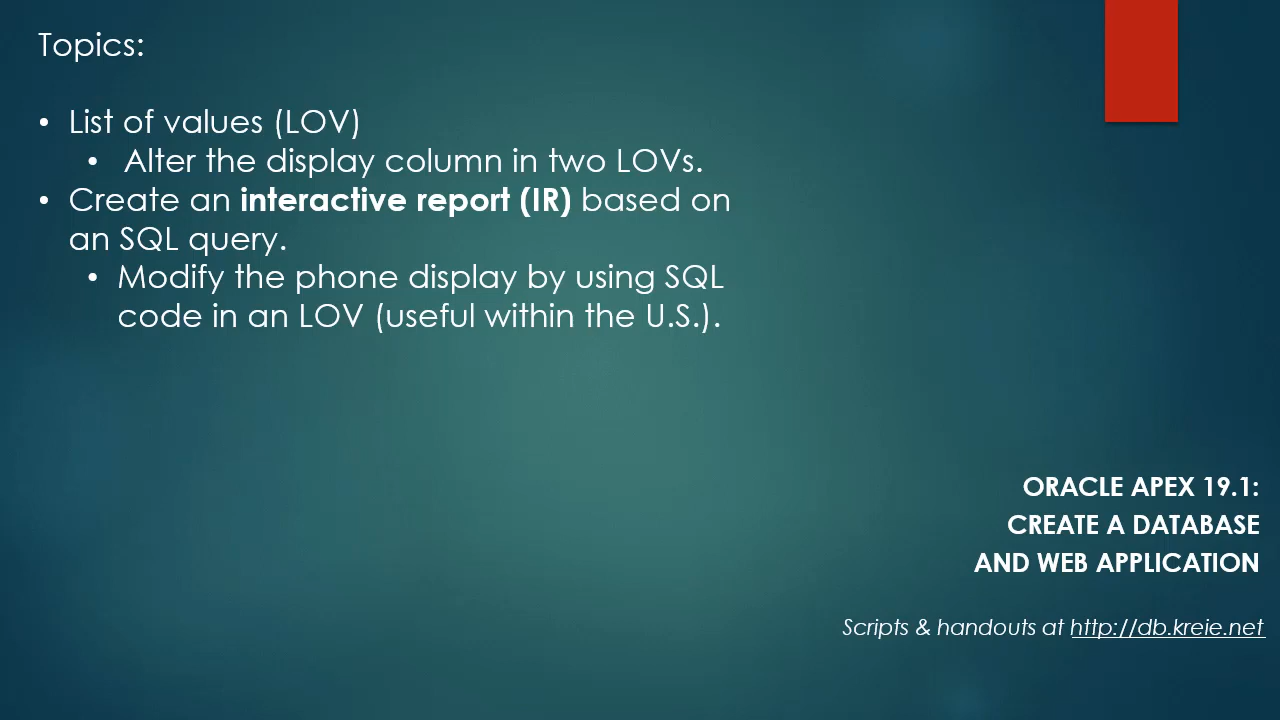 Topics:
• List of values (LOV)
• Alter the display column in two LOVs.
• Create an interactive report (IR) based on
an SQL query.
• Modify the phone display by using SQL
code in an LOV (useful within the U.S.).
ORACLE APEX 19.1:
CREATE A DATABASE
AND WEB APPLICATION
Scripts & handouts at http://db.kreie.net